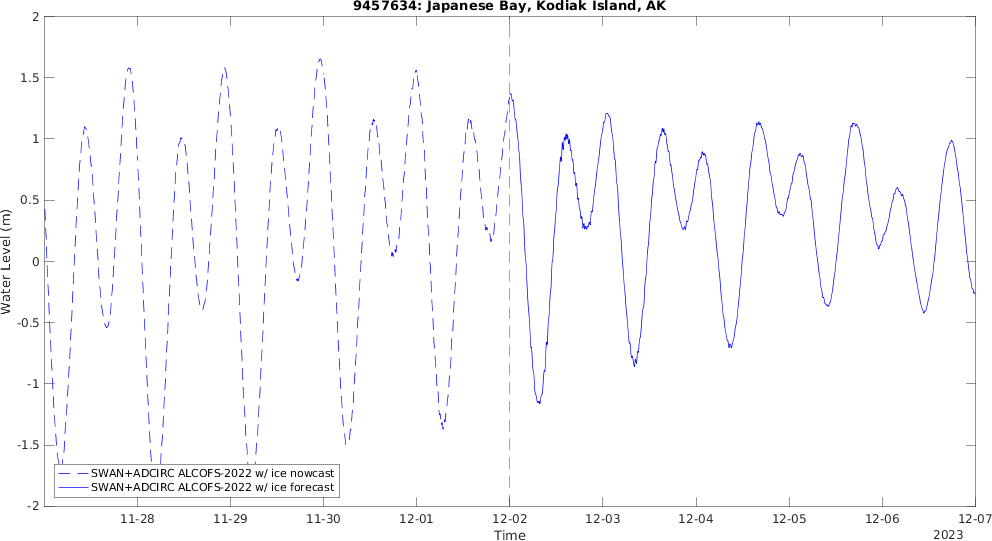 9457634: Japanese Bay, Kodiak Island, AK
2
1.5
1
0.5
0
-0.5
-1
-1.5
-2
Water Level (m)
SWAN+ADCIRC ALCOFS-2022 w/ ice nowcast
SWAN+ADCIRC ALCOFS-2022 w/ ice forecast
11-28 11-29 11-30 12-01 12-02 12-03 12-04 12-05 12-06 12-07
Time
2023